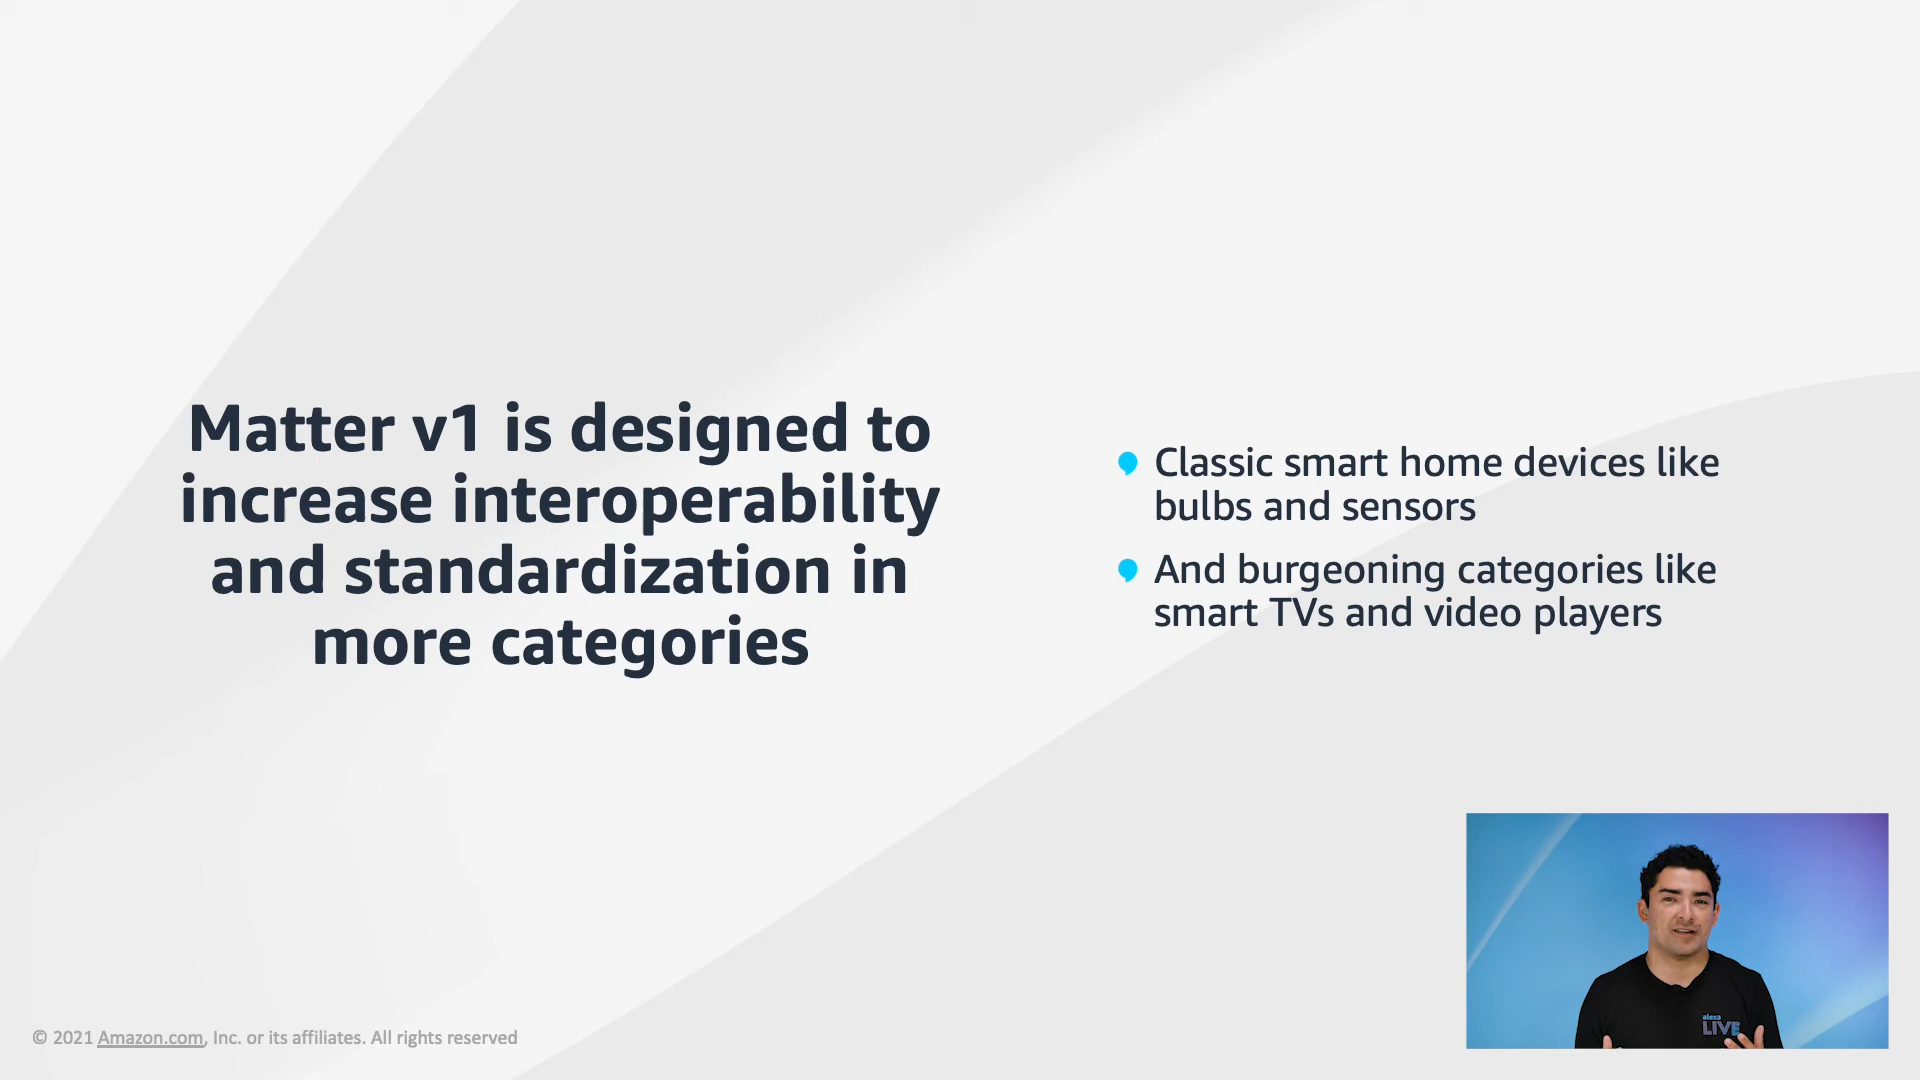 Matter v1 is designed to
increase interoperability
and standardization in
more categories
Classic smart home devices like
bulbs and sensors
And burgeoning categories like
smart TVs and video players
alexa
LIVE
© 2021 Amazon.com, Inc. or its affiliates. All rights reserved